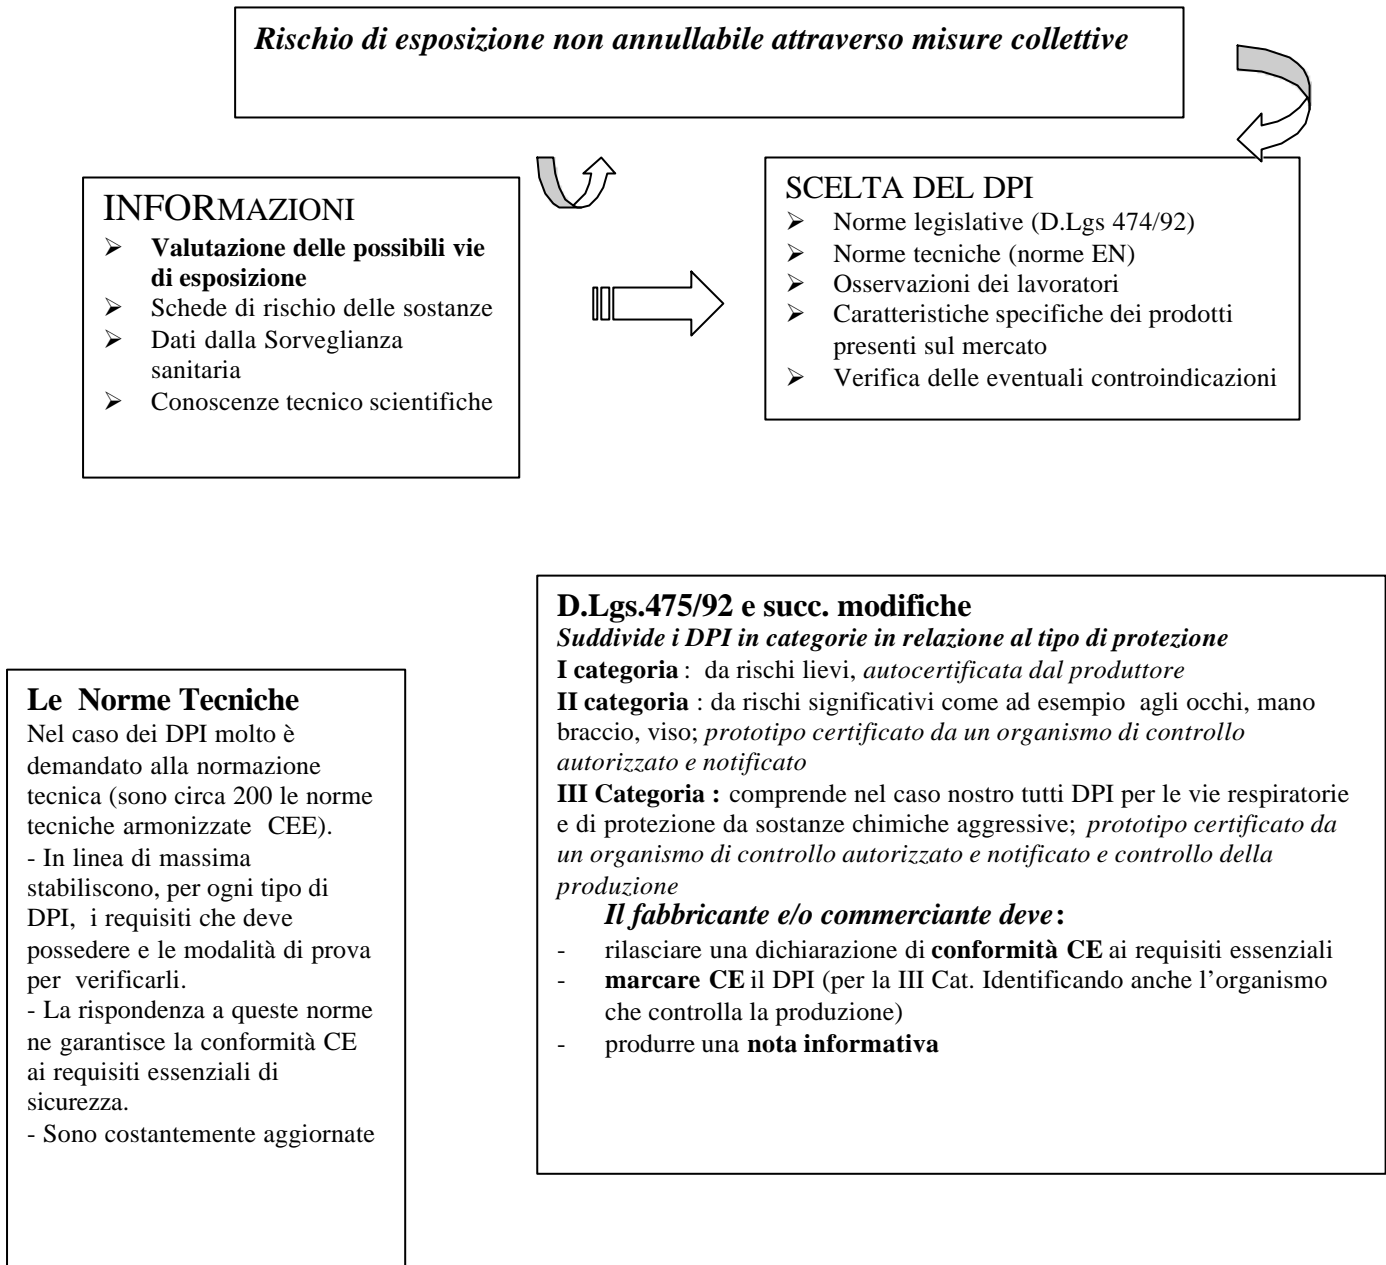 Rischio di esposizione non annullabile attraverso misure collettive
INFORMAZIONI
➢ Valutazione delle possibili vie
di esposizione
➢ Schede di rischio delle sostanze
➢ Dati dalla Sorveglianza
sanitaria
➢ Conoscenze tecnico scientifiche
SCELTA DEL DPI
➢ Norme legislative (D.Lgs 474/92)
➢ Norme tecniche (norme EN)
➢ Osservazioni dei lavoratori
➢ Caratteristiche specifiche dei prodotti
presenti sul mercato
➢ Verifica delle eventuali controindicazioni
Le Norme Tecniche
Nel caso dei DPI molto è
demandato alla normazione
tecnica (sono circa 200 le norme
tecniche armonizzate CEE).
- In linea di massima
stabiliscono, per ogni tipo di
DPI, i requisiti che deve
possedere e le modalità di prova
per verificarli.
- La rispondenza a queste norme
ne garantisce la conformità CE
ai requisiti essenziali di
sicurezza.
- Sono costantemente aggiornate
D.Lgs.475/92 e succ. modifiche
Suddivide i DPI in categorie in relazione al tipo di protezione
I categoria : da rischi lievi, autocertificata dal produttore
II categoria : da rischi significativi come ad esempio agli occhi, mano
braccio, viso; prototipo certificato da un organismo di controllo
autorizzato e notificato
III Categoria : comprende nel caso nostro tutti DPI per le vie respiratorie
e di protezione da sostanze chimiche aggressive; prototipo certificato da
un organismo di controllo autorizzato e notificato e controllo della
produzione
Il fabbricante e/o commerciante deve:
- rilasciare una dichiarazione di conformità CE ai requisiti essenziali
- marcare CE il DPI (per la III Cat. Identificando anche l'organismo
che controlla la produzione)
- produrre una nota informativa